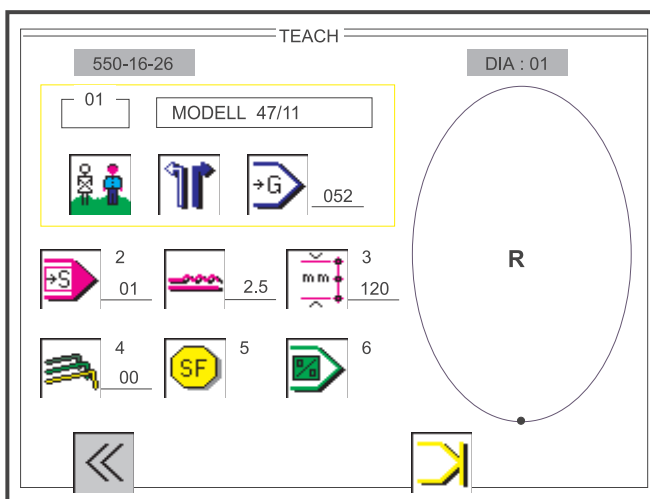 TEACH
550-16-26
DIA : 01
01
MODELL 47/11
→G
052
R
2
→S
01
2.5
3
mm
120
4
00
5
SF
6